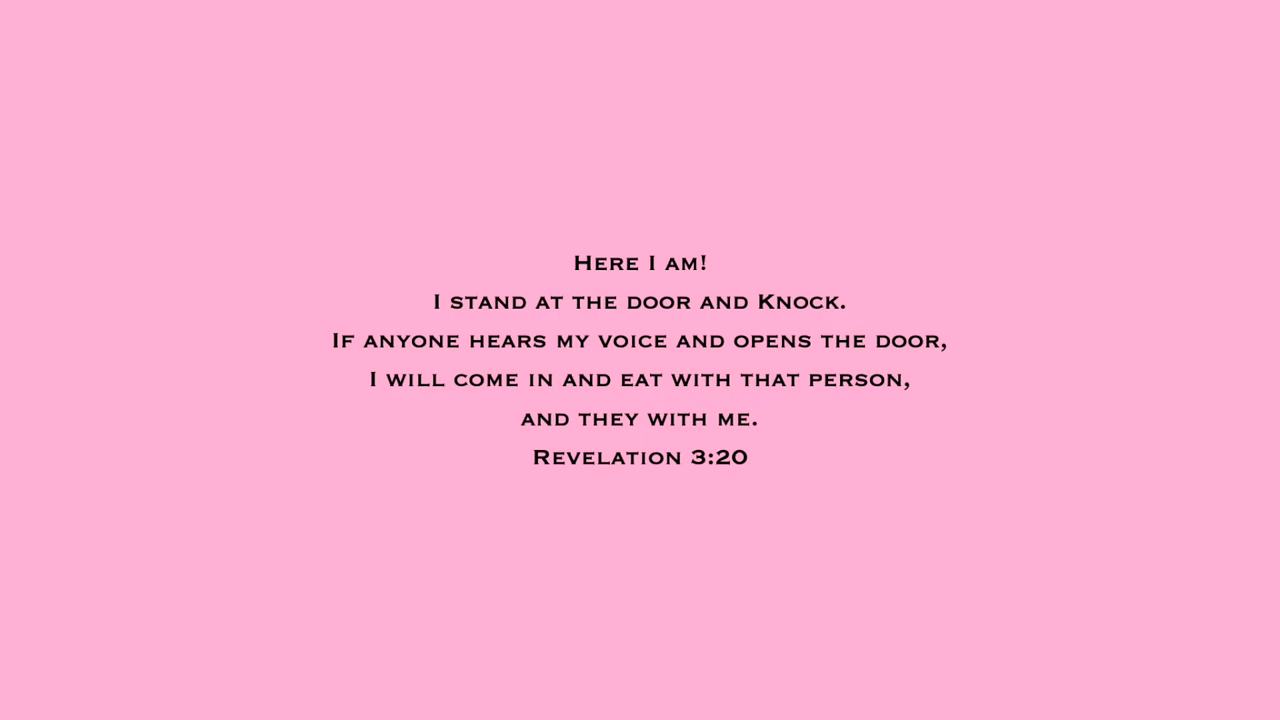 Here I am!
I stand at the door and Knock.
If anyone hears my voice and opens the door,
I will come in and eat with that person,
and they with me.
Revelation 3:20